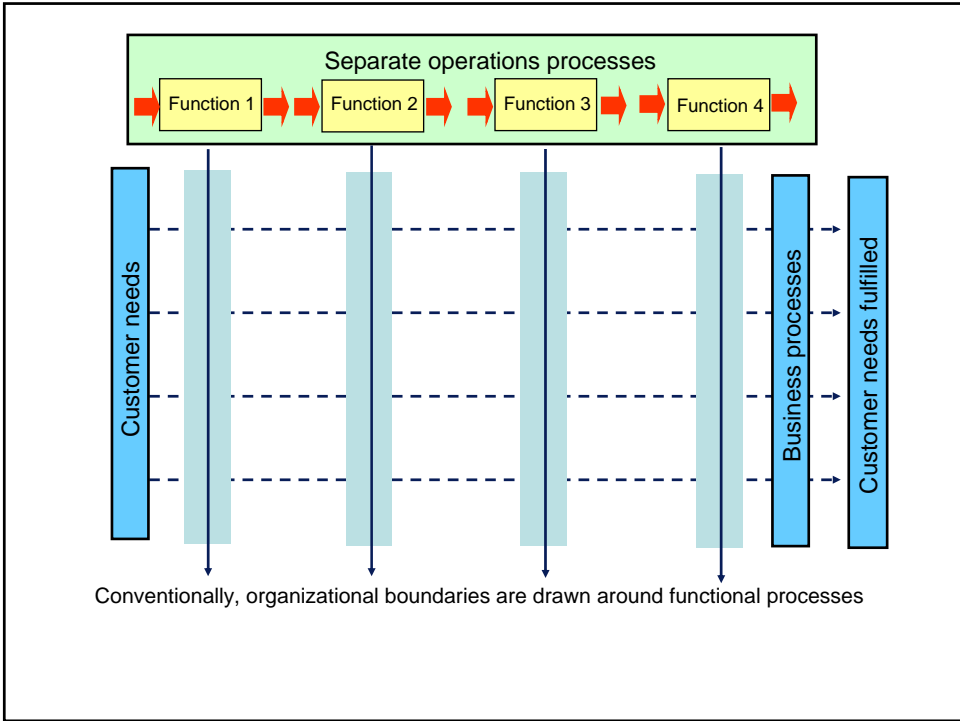 Separate operations processes
Function 1
Function 2
Function 3
Function 4
Customer needs
Business processes
Customer needs fulfilled
Conventionally, organizational boundaries are drawn around functional processes